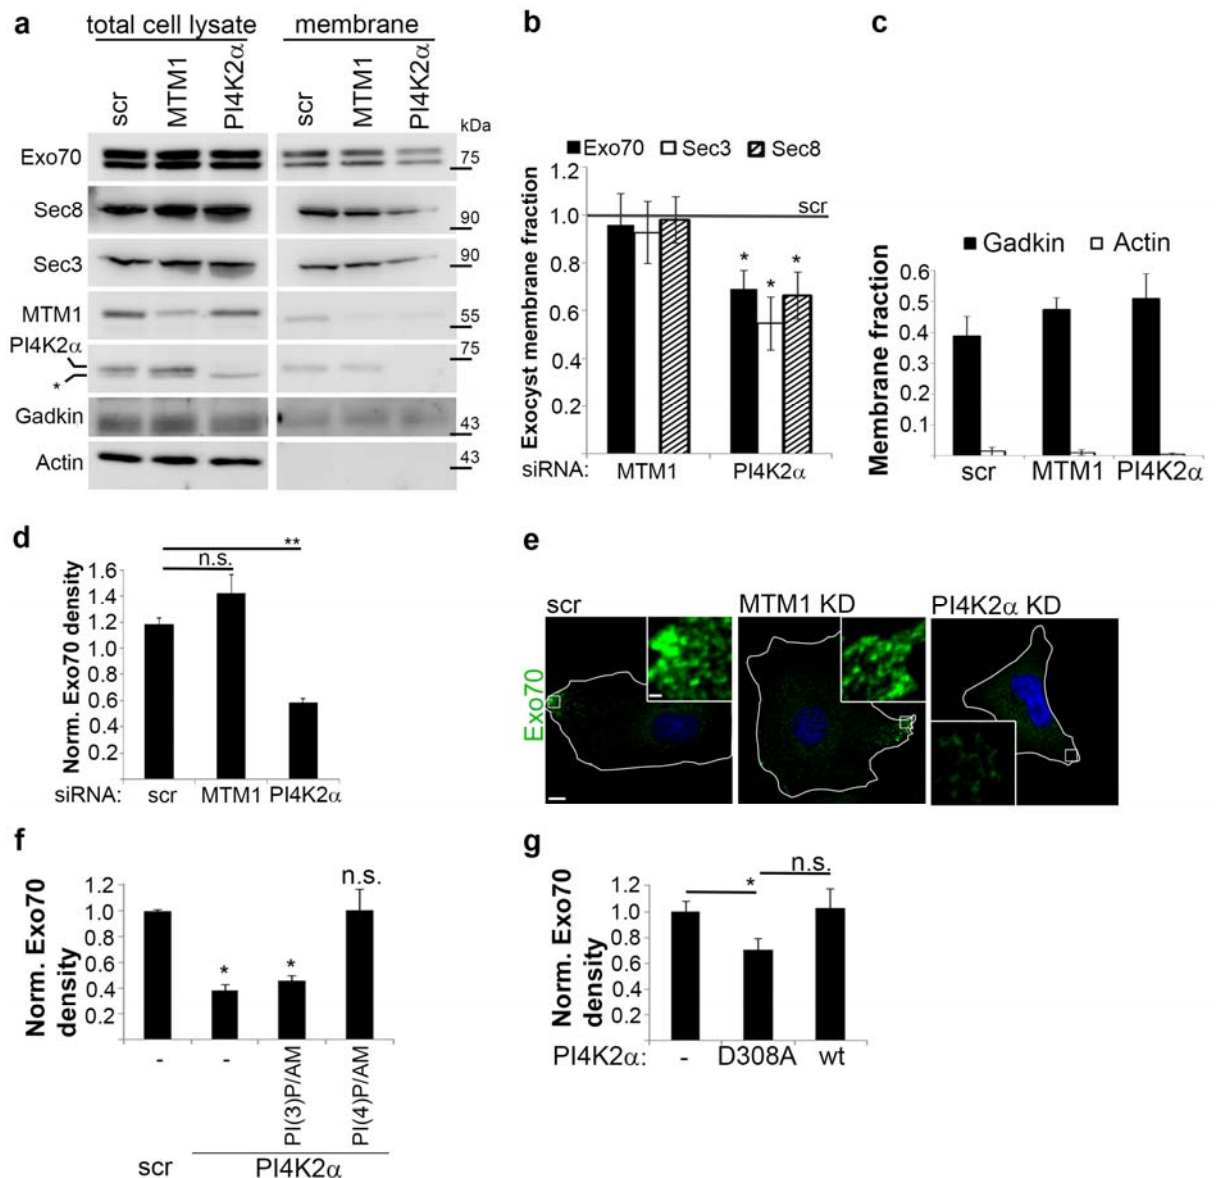 a
total cell lysate membrane
scr MTM1 PI4K2α scr MTM1 PI4K2α
kDa
Exo70 75
Sec8 90
Sec3 90
MTM1 55
PI4K2α 75
*
Gadkin 43
Actin 43
b
Exo70 Sec3 Sec8
Exocyst membrane fraction
1.2
1.0
0.8
0.6
0.4
0.2
scr
* * *
siRNA: MTM1 PI4K2α
c
Gadkin Actin
Membrane fraction
0.6
0.5
0.4
0.3
0.2
0.1
scr MTM1 PI4K2α
d
Norm. Exo70 density
1.6
1.4
1.2
1.0
0.8
0.6
0.4
0.2
**
n.s.
siRNA: scr MTM1 PI4K2α
e
scr MTM1 KD PI4K2α KD
Exo70
f
Norm. Exo70
density
1.2
1.0
0.8
0.6
0.4
0.2
* * n.s.
- - PI(3)P/AM PI(4)P/AM
scr PI4K2α
g
Norm. Exo70
density
1.2
1.0
0.8
0.6
0.4
0.2
* n.s.
PI4K2α: - D308A wt